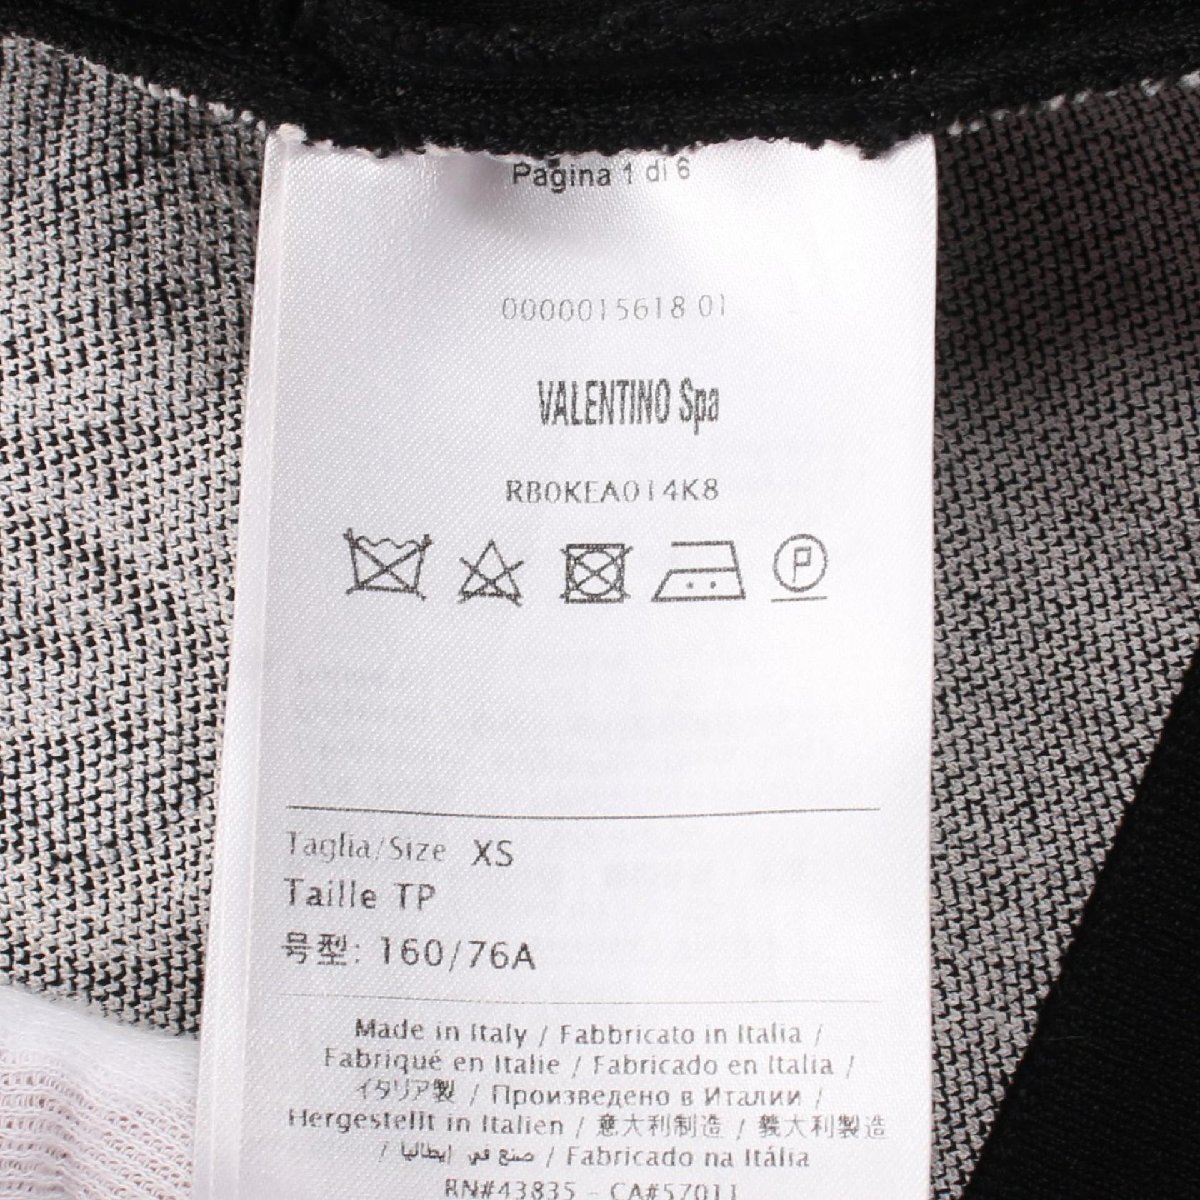 Pagina 1 di 6
0000015618 01
VALENTINO Spa
RB0KEA014K8
P
Taglia/Size XS
Taille TP
号型: 160/76A
Made in Italy / Fabbricato in Italia /
Fabriqué en Italie / Fabricado en Italia /
イタリア製 / Произведено в Италии /
Hergestellt in Italien / 意大利制造 / 義大利製造
/ صنع في إيطاليا / Fabricado na Itália
RN#43835 - CA#57011